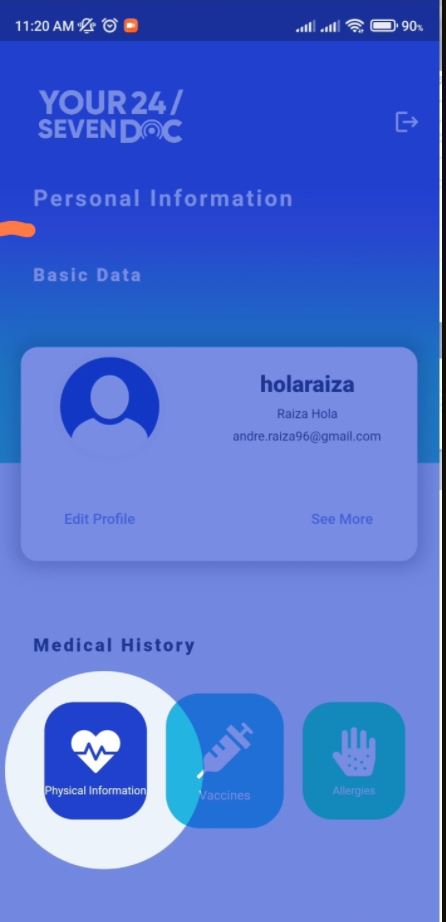 11:20 AM
90%
YOUR 24/
SEVEN DOC
Personal Information
Basic Data
holaraiza
Raiza Hola
andre.raiza96@gmail.com
Edit Profile
See More
Medical History
Physical Information
Vaccines
Allergies